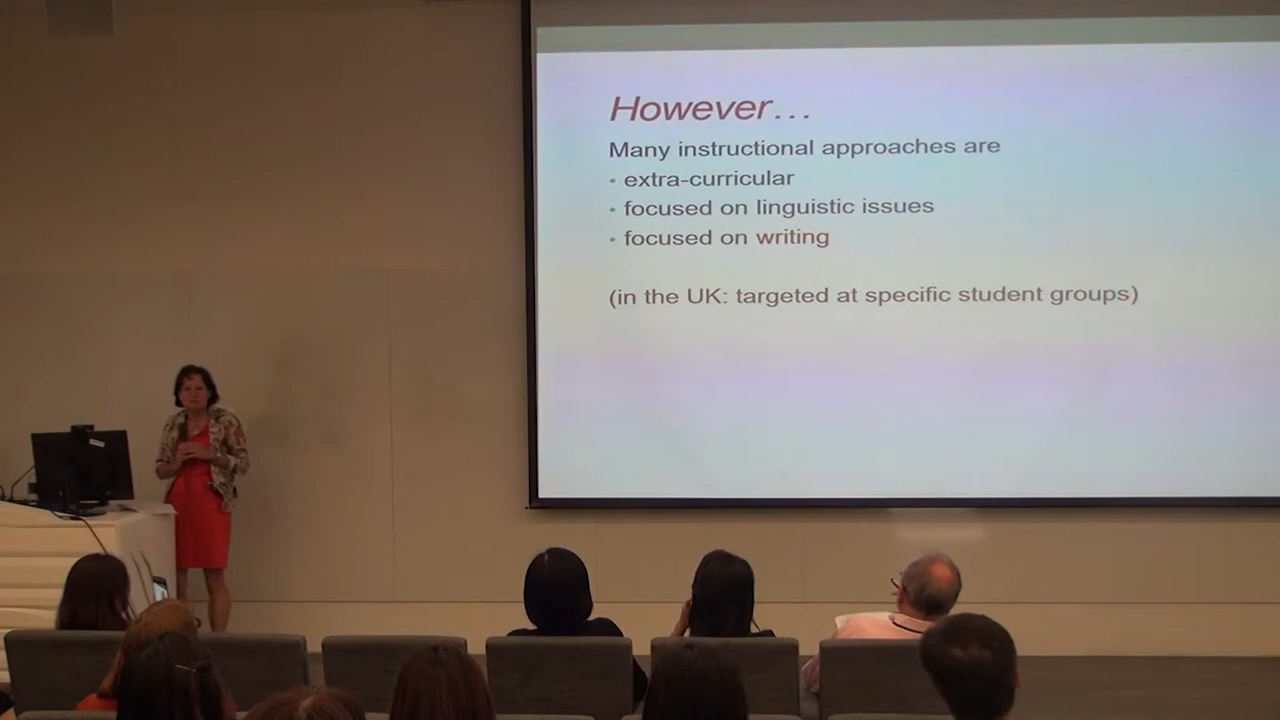 However…
Many instructional approaches are
• extra-curricular
• focused on linguistic issues
• focused on writing
(in the UK: targeted at specific student groups)